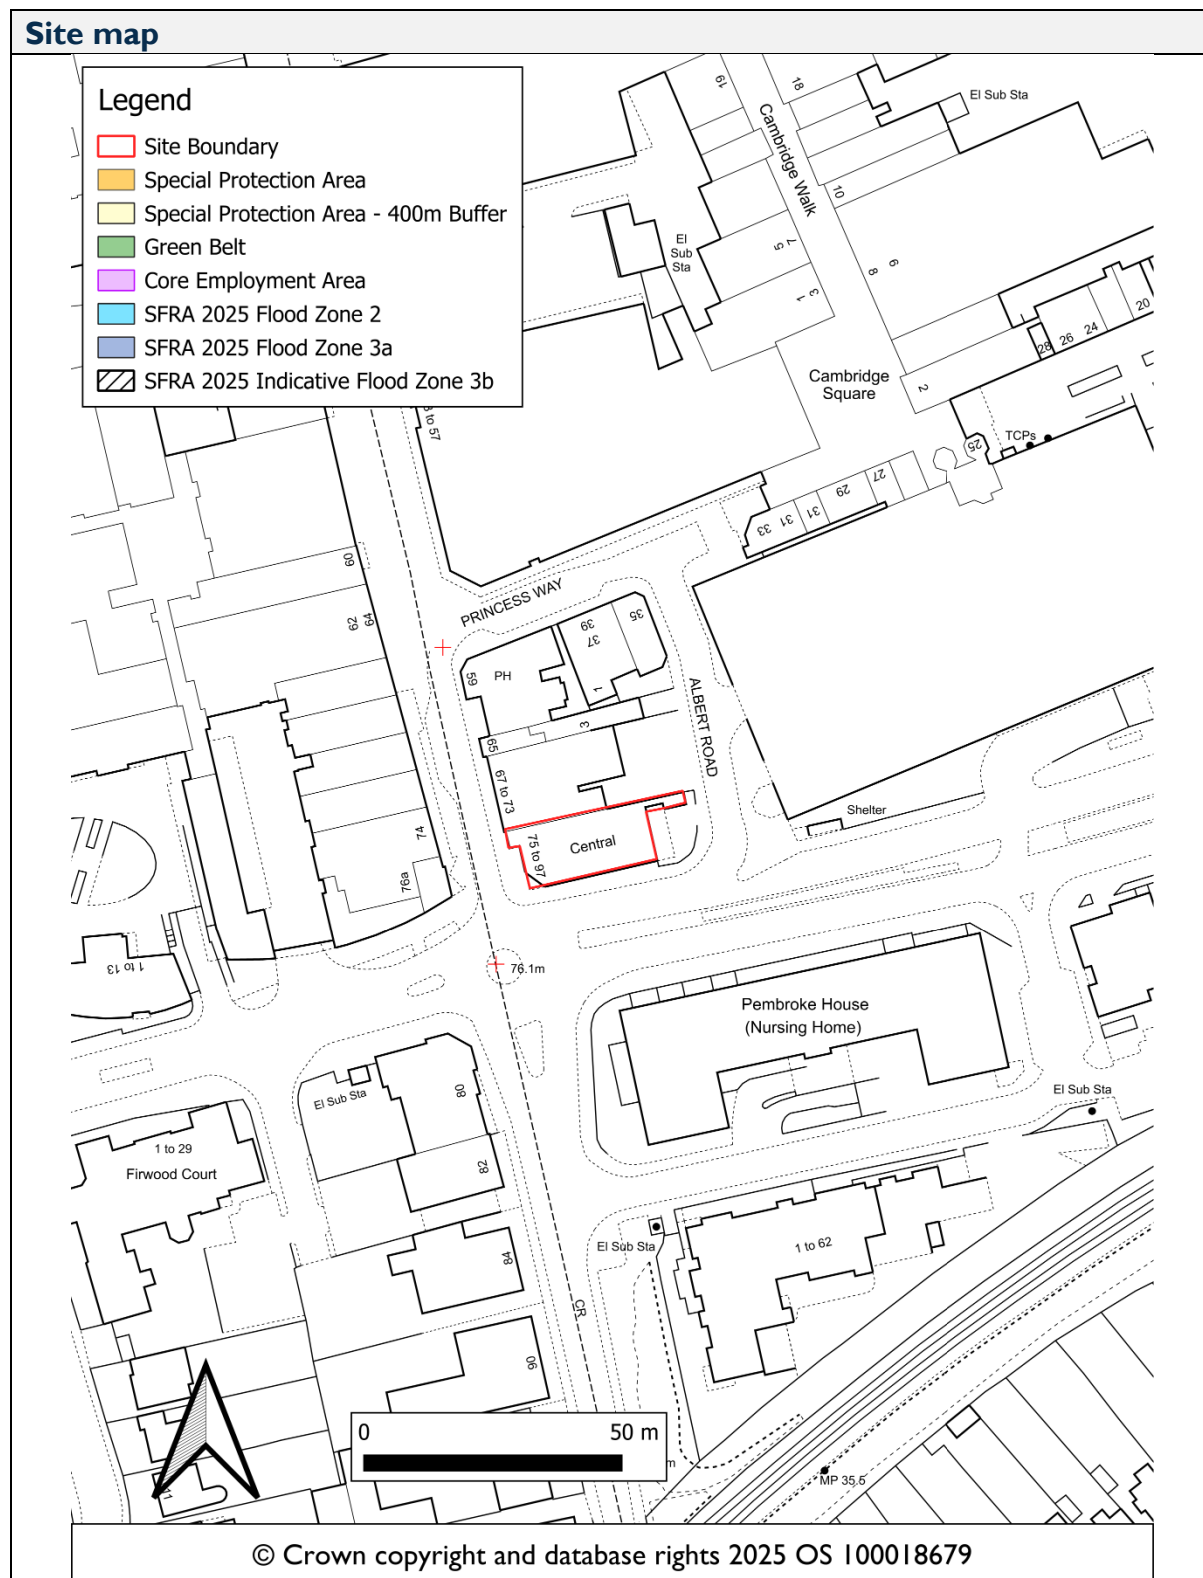 Site map
Legend
Site Boundary
Special Protection Area
Special Protection Area - 400m Buffer
Green Belt
Core Employment Area
SFRA 2025 Flood Zone 2
SFRA 2025 Flood Zone 3a
SFRA 2025 Indicative Flood Zone 3b
19
18
El Sub Sta
Cambridge Walk
10
El
Sub
Sta
7
5
9
8
3
1
20
24
26
28
Cambridge
Square
2
to 57
TCPs
25
27
29
31
31
33
60
PRINCESS WAY
64
62
39
37
35
59
PH
1
ALBERT ROAD
3
65
67 to 73
Shelter
74
75 to 97
Central
76a
1 to 13
76.1m
Pembroke House
(Nursing Home)
El Sub Sta
80
El Sub Sta
1 to 29
Firwood Court
82
El Sub Sta
1 to 62
84
CR
90
0
50 m
m
MP 35.5
11
© Crown copyright and database rights 2025 OS 100018679